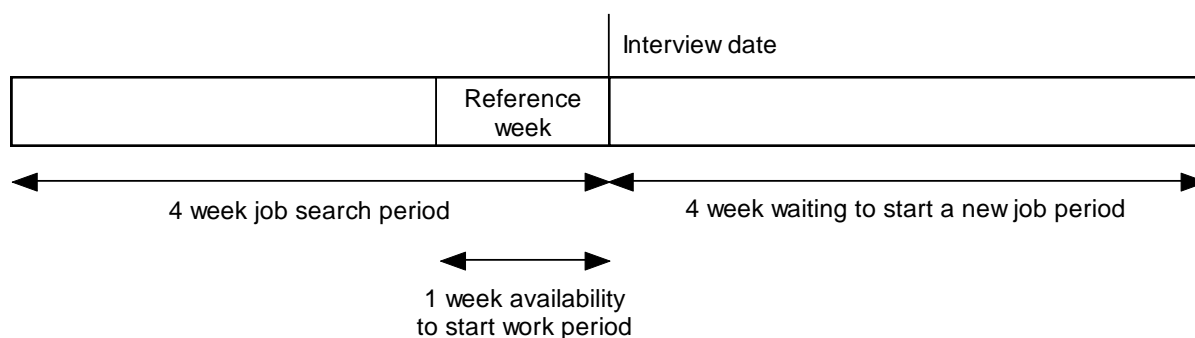 Interview date
Reference
week
4 week job search period
4 week waiting to start a new job period
1 week availability
to start work period